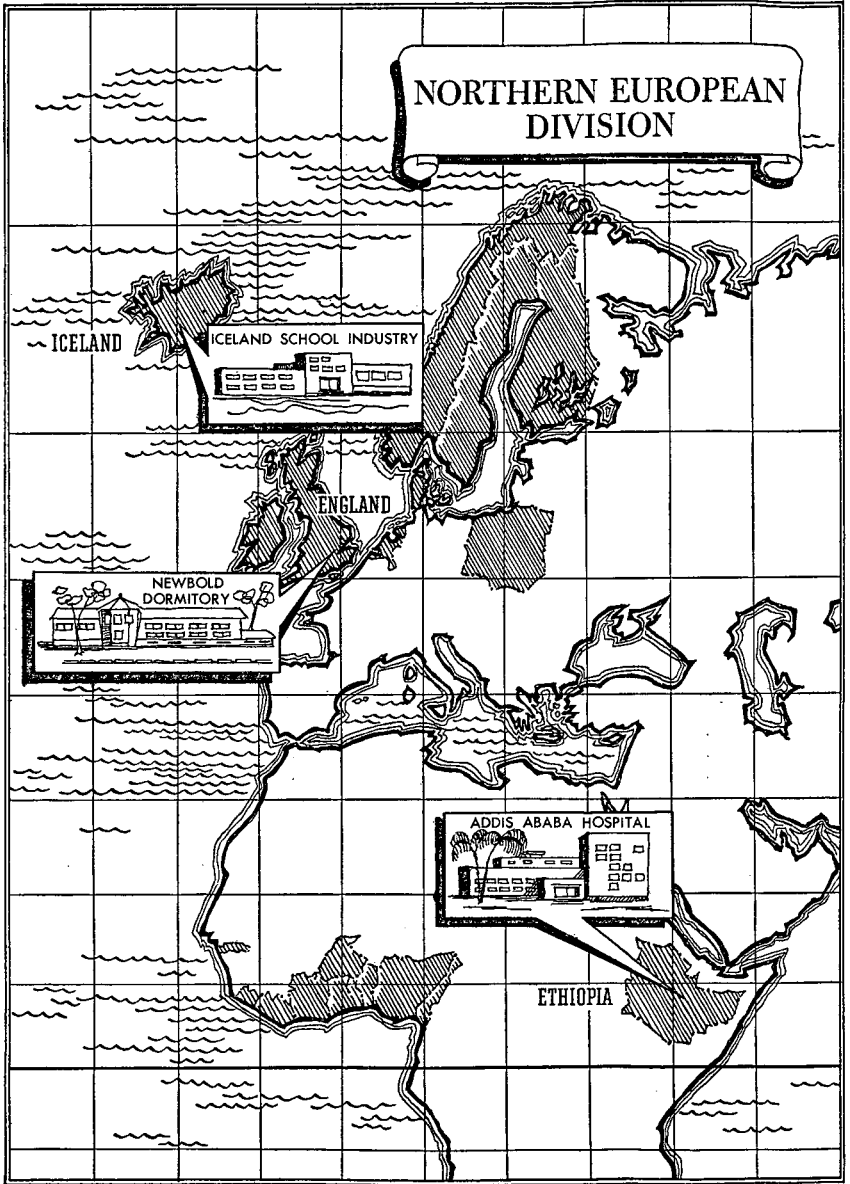 NORTHERN EUROPEAN
DIVISION
ICELAND
ICELAND SCHOOL INDUSTRY
ENGLAND
NEWBOLD
DORMITORY
ADDIS ABABA HOSPITAL
ETHIOPIA